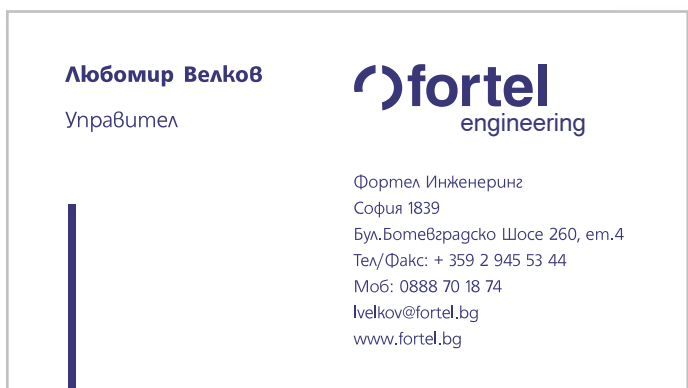 Любомир Велков
Управител
fortel
engineering
Фортел Инженеринг
София 1839
Бул.Ботевградско Шосе 260, ет.4
Тел/Факс: + 359 2 945 53 44
Моб: 0888 70 18 74
lvelkov@fortel.bg
www.fortel.bg